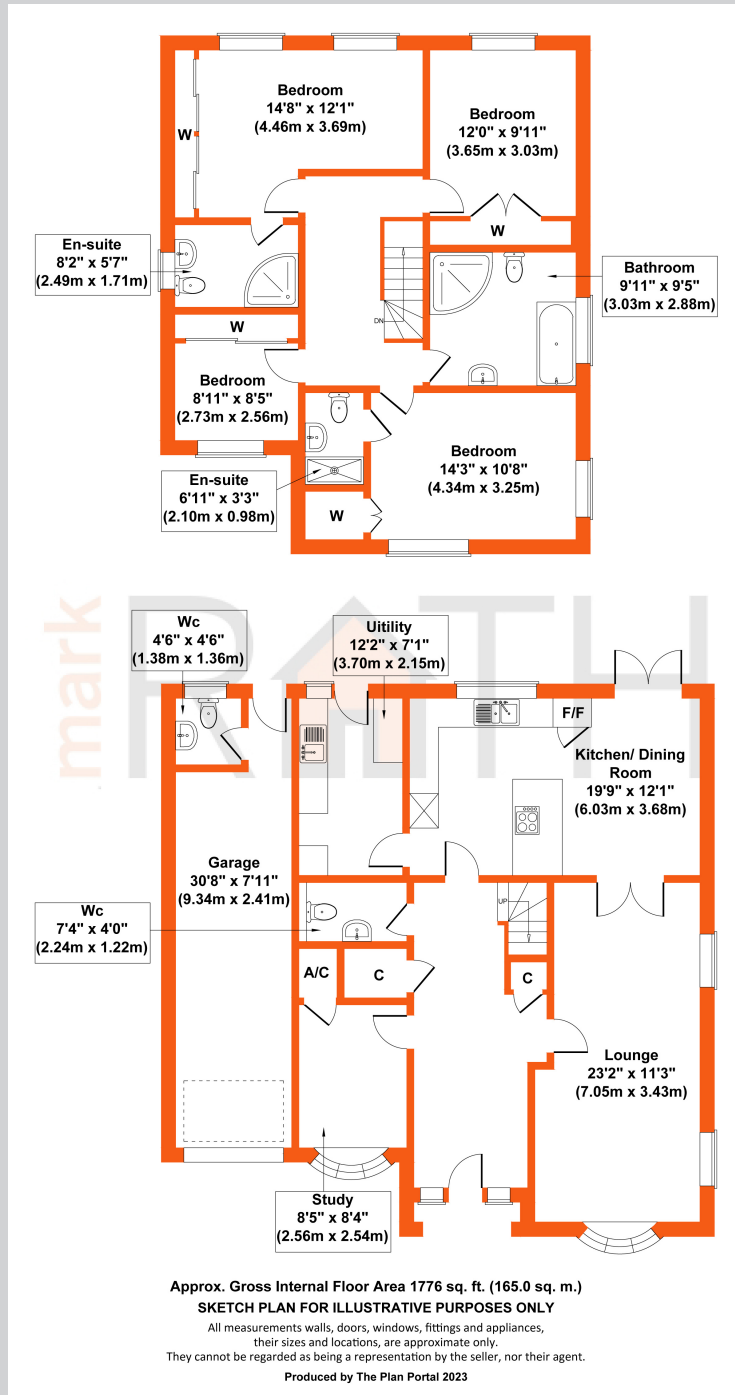 Bedroom
14'8" x 12'1"
(4.46m x 3.69m)
Bedroom
12'0" x 9'11"
(3.65m x 3.03m)
W
W
En-suite
8'2" x 5'7"
(2.49m x 1.71m)
Bathroom
9'11" x 9'5"
(3.03m x 2.88m)
DN
W
Bedroom
8'11" x 8'5"
(2.73m x 2.56m)
Bedroom
14'3" x 10'8"
(4.34m x 3.25m)
En-suite
6'11" x 3'3"
(2.10m x 0.98m)
W
mark
RATH
Wc
4'6" x 4'6"
(1.38m x 1.36m)
Uitility
12'2" x 7'1"
(3.70m x 2.15m)
F/F
Kitchen/ Dining
Room
19'9" x 12'1"
(6.03m x 3.68m)
Garage
30'8" x 7'11"
(9.34m x 2.41m)
Wc
7'4" x 4'0"
(2.24m x 1.22m)
UP
A/C
C
C
Lounge
23'2" x 11'3"
(7.05m x 3.43m)
Study
8'5" x 8'4"
(2.56m x 2.54m)
Approx. Gross Internal Floor Area 1776 sq. ft. (165.0 sq. m.)
SKETCH PLAN FOR ILLUSTRATIVE PURPOSES ONLY
All measurements walls, doors, windows, fittings and appliances,
their sizes and locations, are approximate only.
They cannot be regarded as being a representation by the seller, nor their agent.
Produced by The Plan Portal 2023